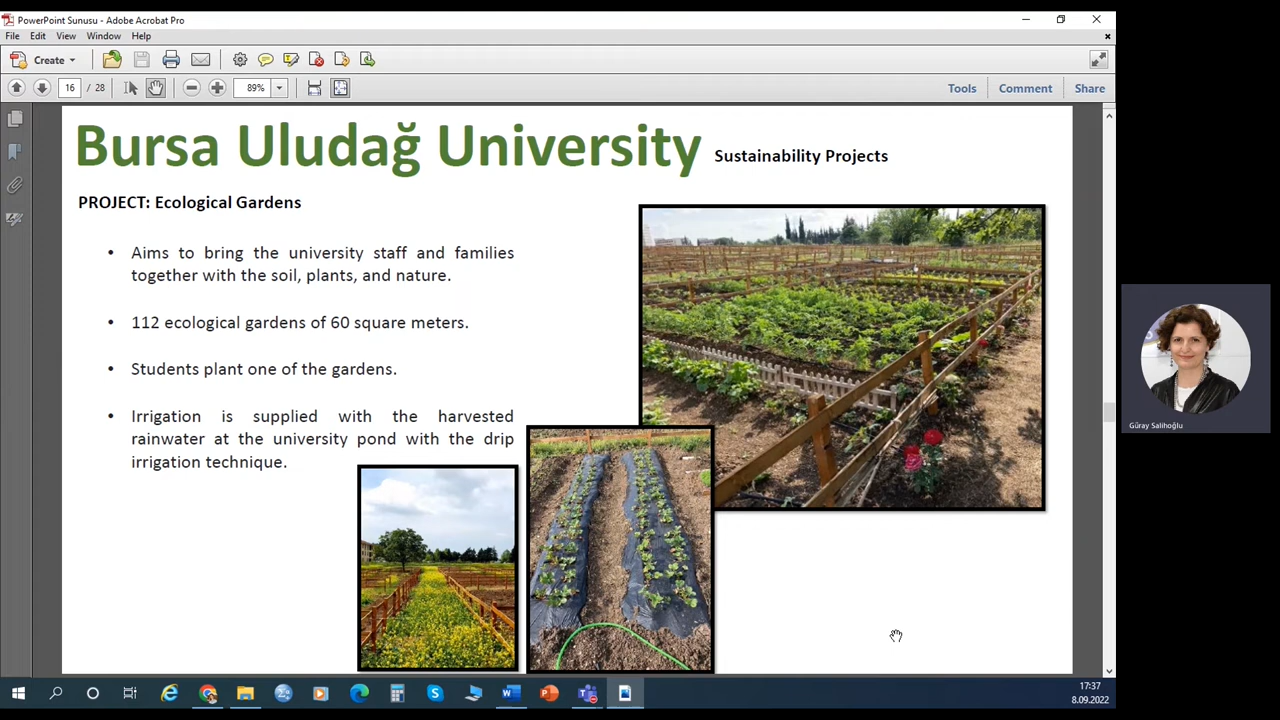 PowerPoint Sunusu - Adobe Acrobat Pro
File Edit View Window Help
Create
16 / 28
89%
Tools Comment Share
Bursa Uludağ University Sustainability Projects
PROJECT: Ecological Gardens
• Aims to bring the university staff and families
together with the soil, plants, and nature.
• 112 ecological gardens of 60 square meters.
• Students plant one of the gardens.
• Irrigation is supplied with the harvested
rainwater at the university pond with the drip
irrigation technique.
Güray Salihoğlu
17:37
8.09.2022